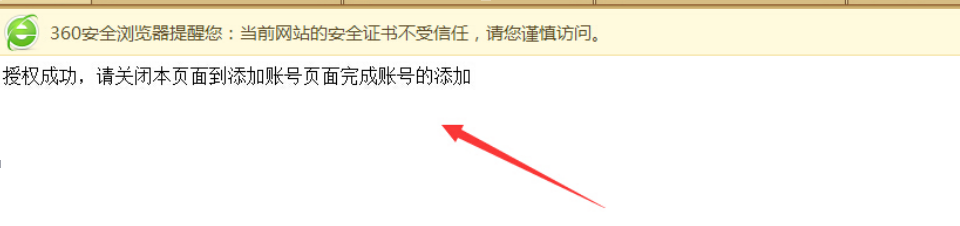 360安全浏览器提醒您：当前网站的安全证书不受信任，请您谨慎访问。
授权成功，请关闭本页面到添加账号页面完成账号的添加